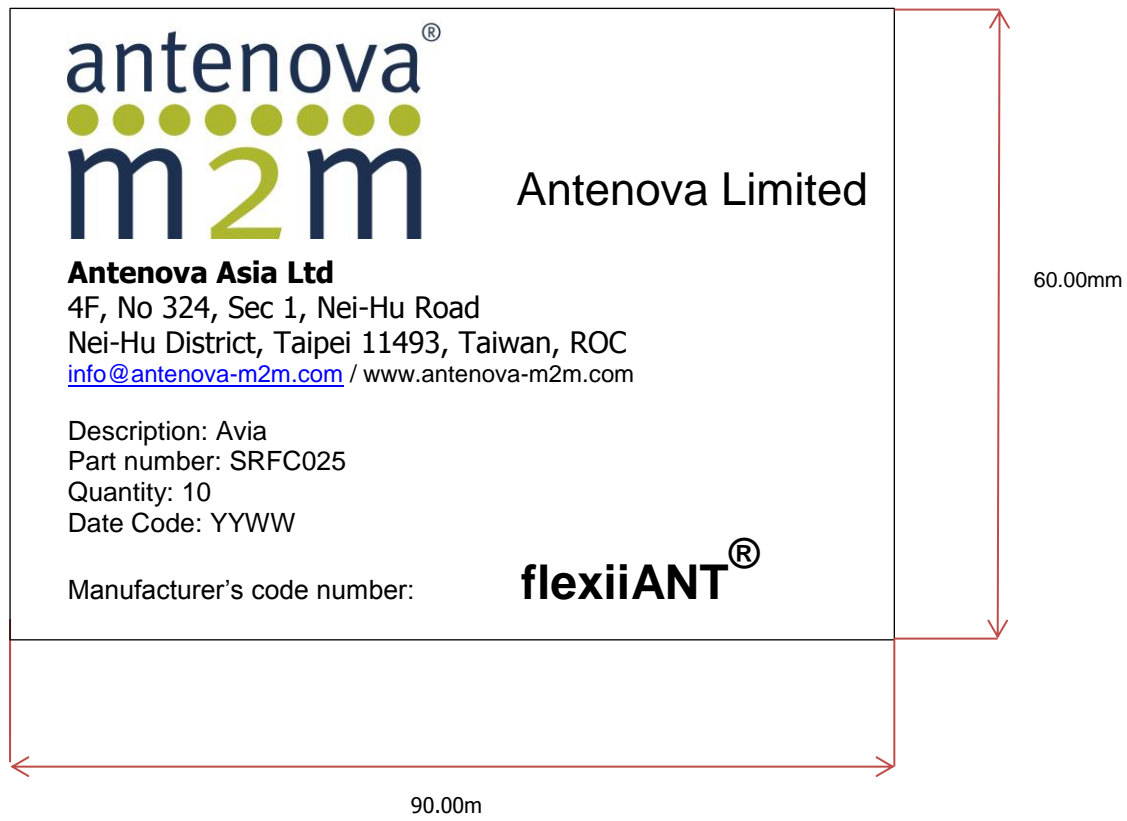 antenova®
m2m
Antenova Limited
Antenova Asia Ltd
4F, No 324, Sec 1, Nei-Hu Road
Nei-Hu District, Taipei 11493, Taiwan, ROC
info@antenova-m2m.com / www.antenova-m2m.com
Description: Avia
Part number: SRFC025
Quantity: 10
Date Code: YYWW
Manufacturer’s code number:
flexiiANT®
60.00mm
90.00m